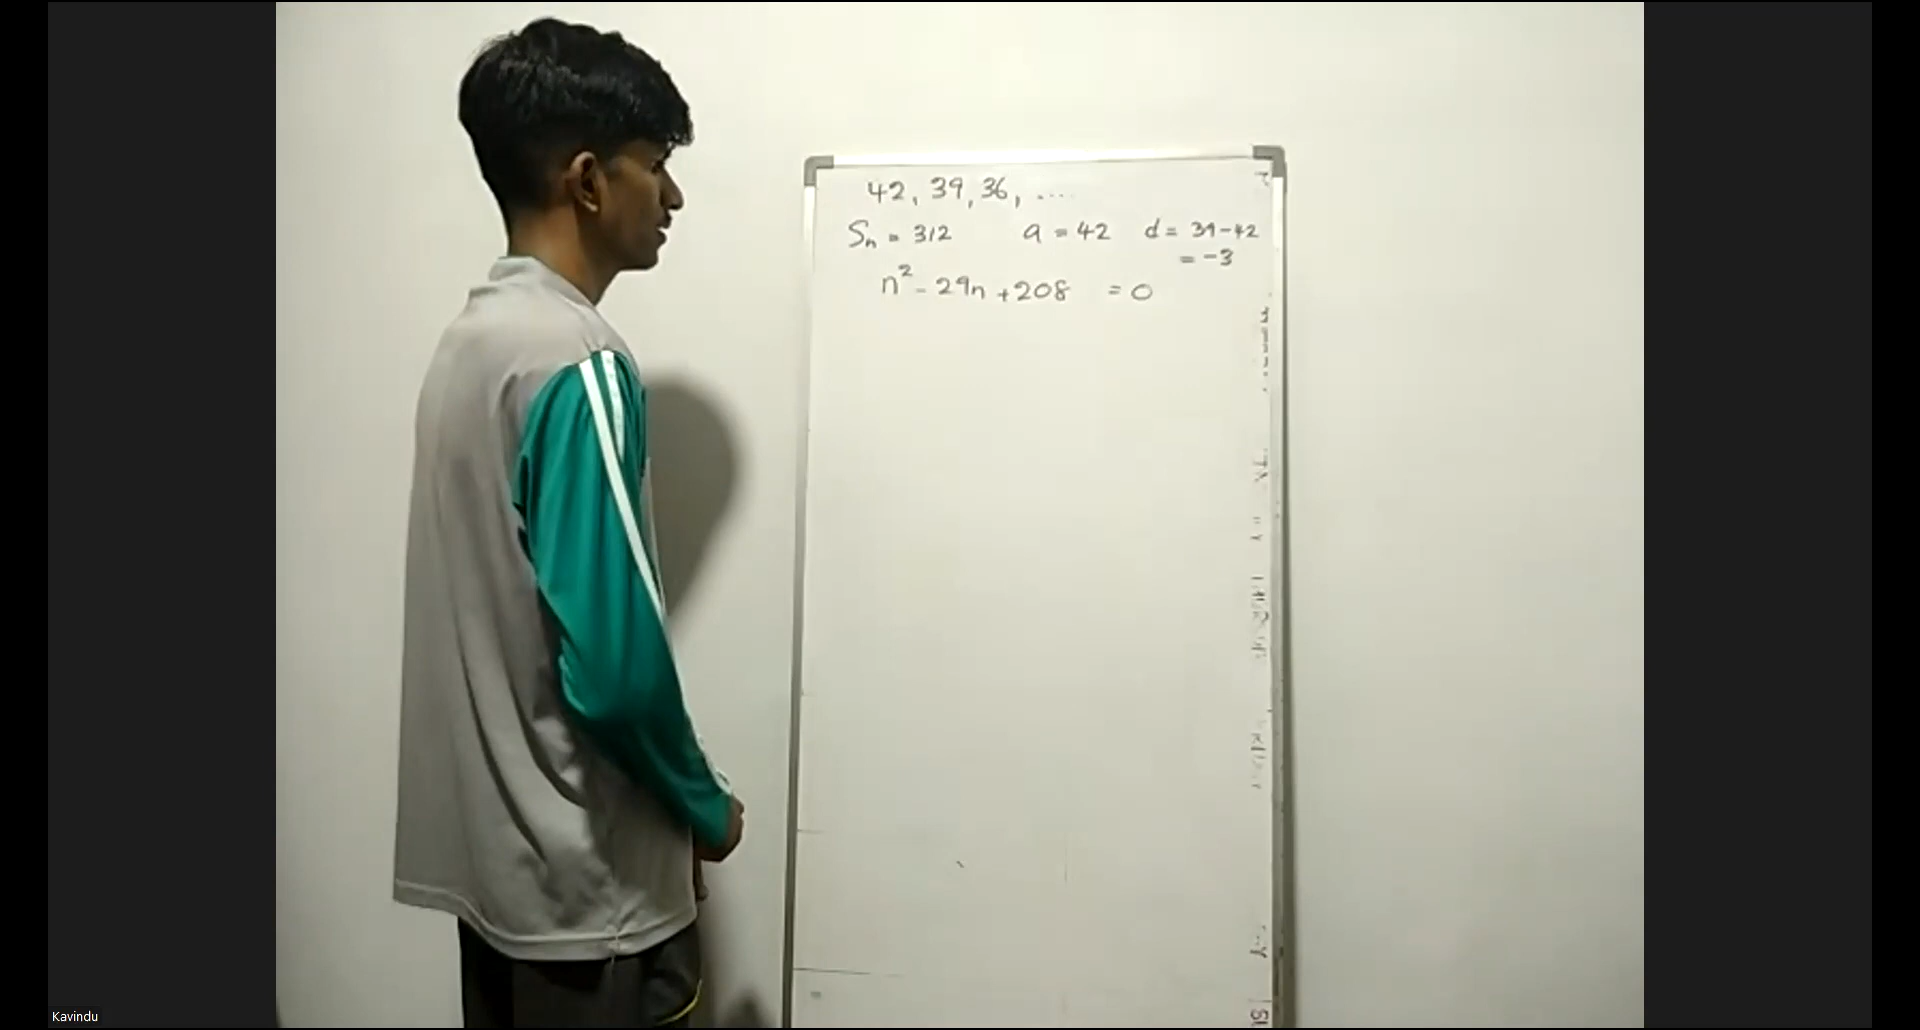 42, 39, 36, ....
Sn = 312 a = 42 d = 39-42
= -3
n² - 29n + 208 = 0
Kavindu